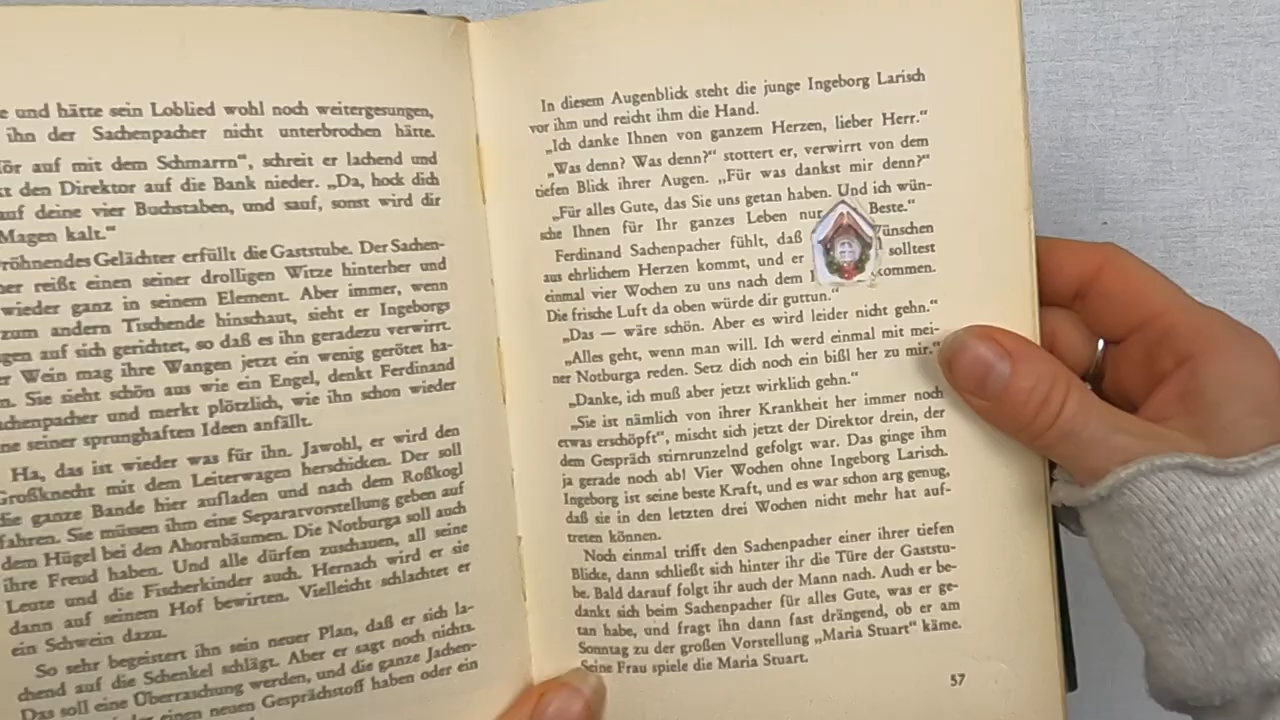 e und hätte sein Loblied wohl noch weitergesungen,
ihn der Sachenpacher nicht unterbrochen hätte.
ör auf mit dem Schmarrn“, schreit er lachend und
t den Direktor auf die Bank nieder. „Da, hock dich
auf deine vier Buchstaben, und sauf, sonst wird dir
Magen kalt.“
röhnendes Gelächter erfüllt die Gaststube. Der Sachen-
her reißt einen seiner drolligen Witze hinterher und
wieder ganz in seinem Element. Aber immer, wenn
zum andern Tischende hinschaut, sieht er Ingeborgs
gen auf sich gerichtet, so daß es ihn geradezu verwirrt.
er Wein mag ihre Wangen jetzt ein wenig gerötet ha-
n. Sie sieht schön aus wie ein Engel, denkt Ferdinand
chenpacher und merkt plötzlich, wie ihn schon wieder
ne seiner sprunghaften Ideen anfällt.
Ha, das ist wieder was für ihn. Jawohl, er wird den
Großknecht mit dem Leiterwagen herschicken. Der soll
die ganze Bande hier aufladen und nach dem Roßkogl
fahren. Sie müssen ihm eine Separatvorstellung geben auf
dem Hügel bei den Ahornbäumen. Die Notburga soll auch
ihre Freud haben. Und alle dürfen zuschauen, all seine
Leute und die Fischerkinder auch. Hernach wird er sie
dann auf seinem Hof bewirten. Vielleicht schlachtet er
ein Schwein dazu.
So sehr begeistert ihn sein neuer Plan, daß er sich la-
chend auf die Schenkel schlägt. Aber er sagt noch nichts.
Das soll eine Überraschung werden, und die ganze Jachen-
einen neuen Gesprächstoff haben oder ein
In diesem Augenblick steht die junge Ingeborg Larisch
vor ihm und reicht ihm die Hand.
„Ich danke Ihnen von ganzem Herzen, lieber Herr.“
„Was denn? Was denn?“ stottert er, verwirrt von dem
tiefen Blick ihrer Augen. „Für was dankst mir denn?“
„Für alles Gute, das Sie uns getan haben. Und ich wün-
sche Ihnen für Ihr ganzes Leben nur Beste.“
Ferdinand Sachenpacher fühlt, daß Wünschen
aus ehrlichem Herzen kommt, und er solltest
einmal vier Wochen zu uns nach dem kommen.
Die frische Luft da oben würde dir guttun.“
„Das — wäre schön. Aber es wird leider nicht gehn.“
„Alles geht, wenn man will. Ich werd einmal mit mei-
ner Notburga reden. Setz dich noch ein bißl her zu mir.“
„Danke, ich muß aber jetzt wirklich gehn.“
„Sie ist nämlich von ihrer Krankheit her immer noch
etwas erschöpft“, mischt sich jetzt der Direktor drein, der
dem Gespräch stirnrunzelnd gefolgt war. Das ginge ihm
ja gerade noch ab! Vier Wochen ohne Ingeborg Larisch.
Ingeborg ist seine beste Kraft, und es war schon arg genug,
daß sie in den letzten drei Wochen nicht mehr hat auf-
treten können.
Noch einmal trifft den Sachenpacher einer ihrer tiefen
Blicke, dann schließt sich hinter ihr die Türe der Gaststu-
be. Bald darauf folgt ihr auch der Mann nach. Auch er be-
dankt sich beim Sachenpacher für alles Gute, was er ge-
tan habe, und fragt ihn dann fast drängend, ob er am
Sonntag zu der großen Vorstellung „Maria Stuart“ käme.
Seine Frau spiele die Maria Stuart.
57